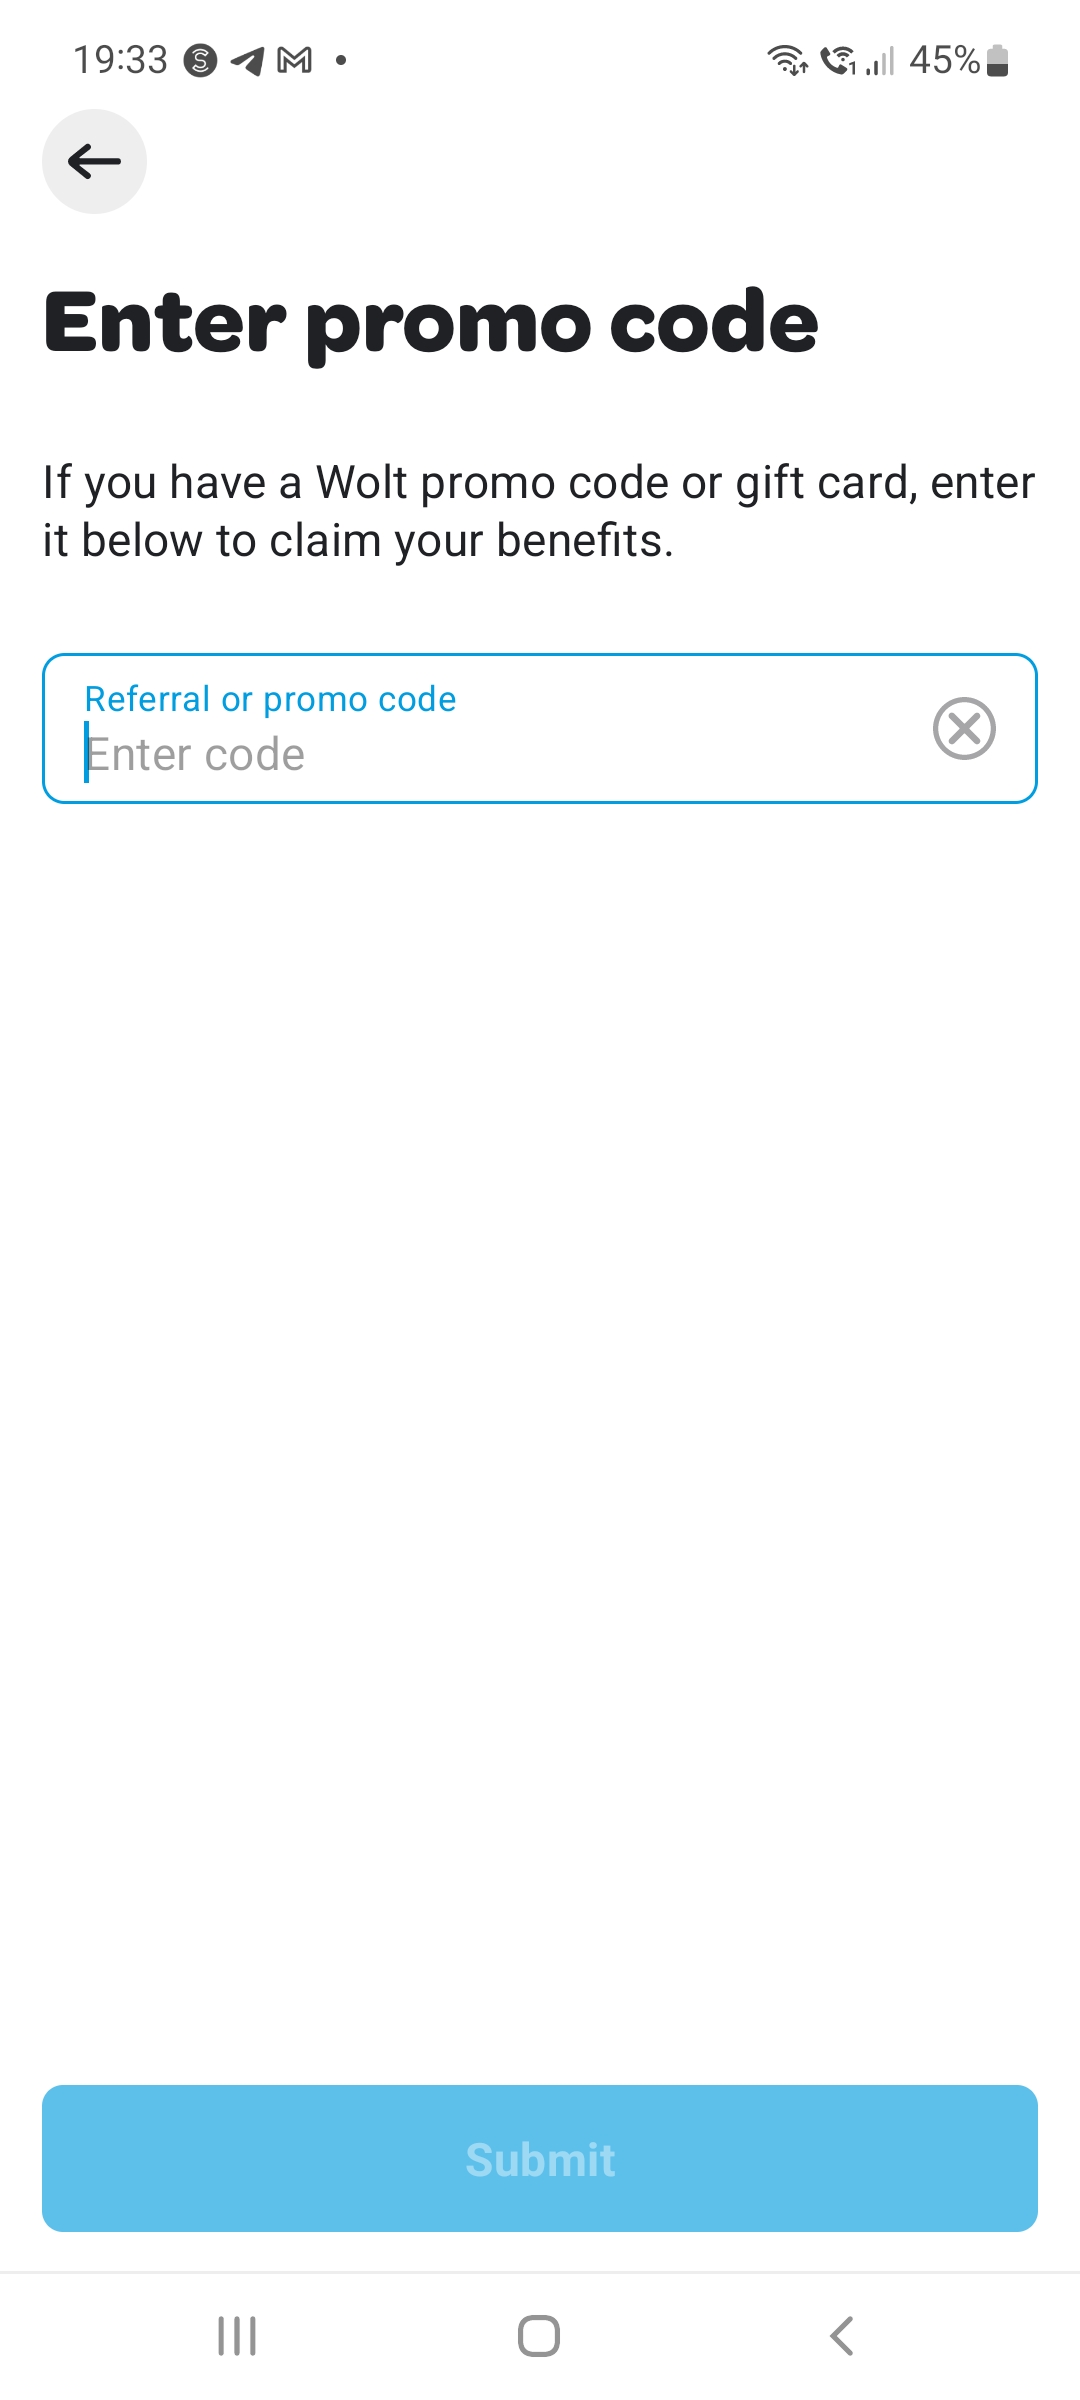 19:33
45%
Enter promo code
If you have a Wolt promo code or gift card, enter
it below to claim your benefits.
Referral or promo code
Enter code
Submit